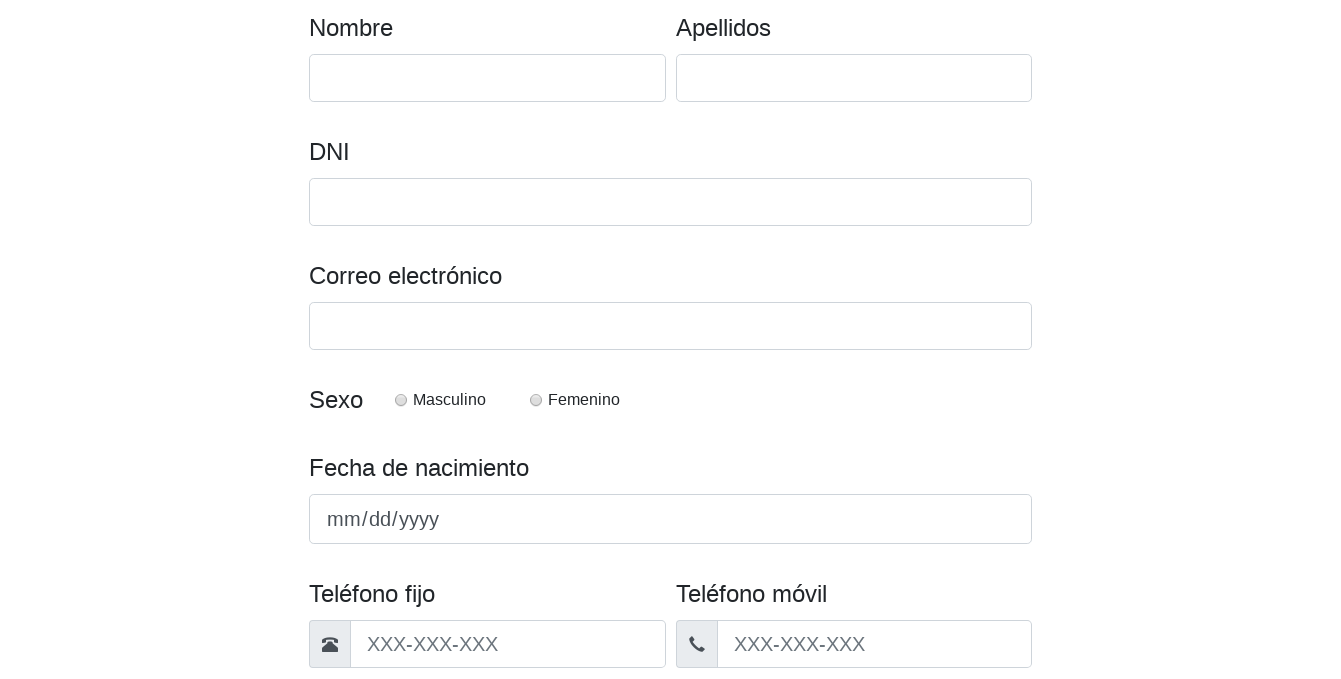 Nombre Apellidos
DNI
Correo electrónico
Sexo Masculino Femenino
Fecha de nacimiento
mm/dd/yyyy
Teléfono fijo Teléfono móvil
XXX-XXX-XXX XXX-XXX-XXX